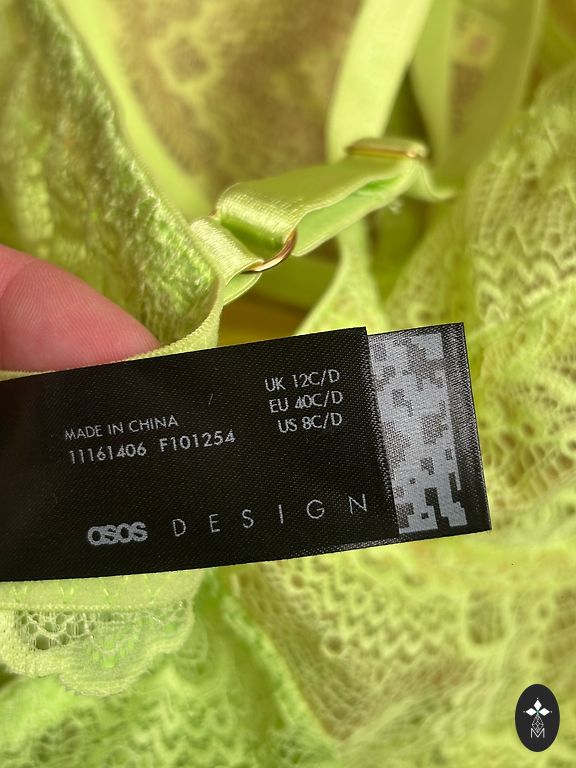 UK 12C/D
EU 40C/D
US 8C/D
MADE IN CHINA
11161406 F101254
asos DESIGN
M